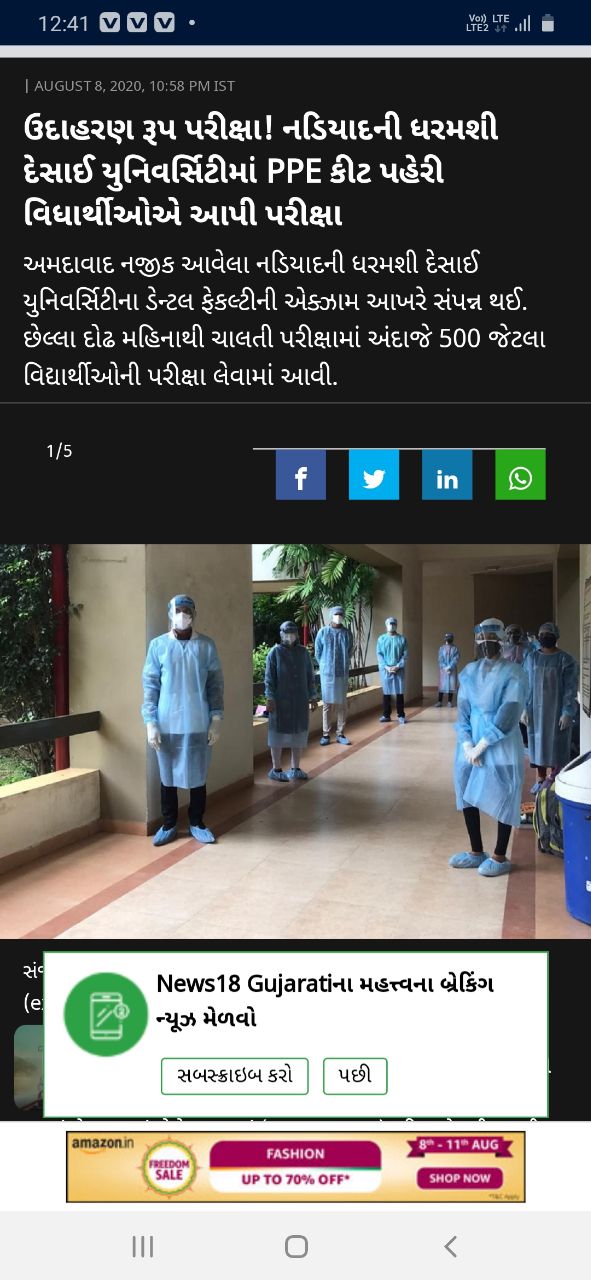 12:41
Vo)) LTE
LTE2
| AUGUST 8, 2020, 10:58 PM IST
ઉદાહરણ રૂપ પરીક્ષા! નડિયાદની ધરમશી
દેસાઈ યુનિવર્સિટીમાં PPE કીટ પહેરી
વિધાર્થીઓએ આપી પરીક્ષા
અમદાવાદ નજીક આવેલા નડિયાદની ધરમશી દેસાઈ
યુનિવર્સિટીના ડેન્ટલ ફેકલ્ટીની એક્ઝામ આખરે સંપન્ન થઈ.
છેલ્લા દોઢ મહિનાથી ચાલતી પરીક્ષામાં અંદાજે 500 જેટલા
વિદ્યાર્થીઓની પરીક્ષા લેવામાં આવી.
1/5
News18 Gujaratiના મહત્ત્વના બ્રેકિંગ
ન્યૂઝ મેળવો
સબસ્ક્રાઇબ કરો પછી
amazon.in
FREEDOM
SALE
FASHION
UP TO 70% OFF*
8th - 11th AUG
SHOP NOW
*T&C Apply